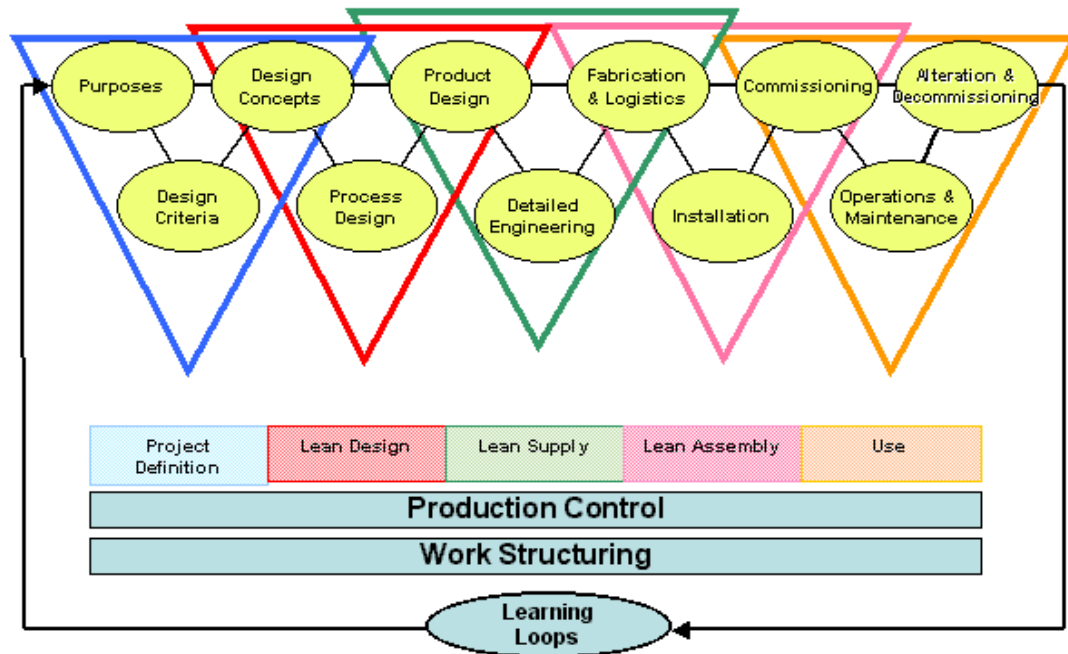 Purposes
Design
Concepts
Product
Design
Fabrication
& Logistics
Commissioning
Alteration &
Decommissioning
Design
Criteria
Process
Design
Detailed
Engineering
Installation
Operations &
Maintenance
Project
Definition
Lean Design
Lean Supply
Lean Assembly
Use
Production Control
Work Structuring
Learning
Loops